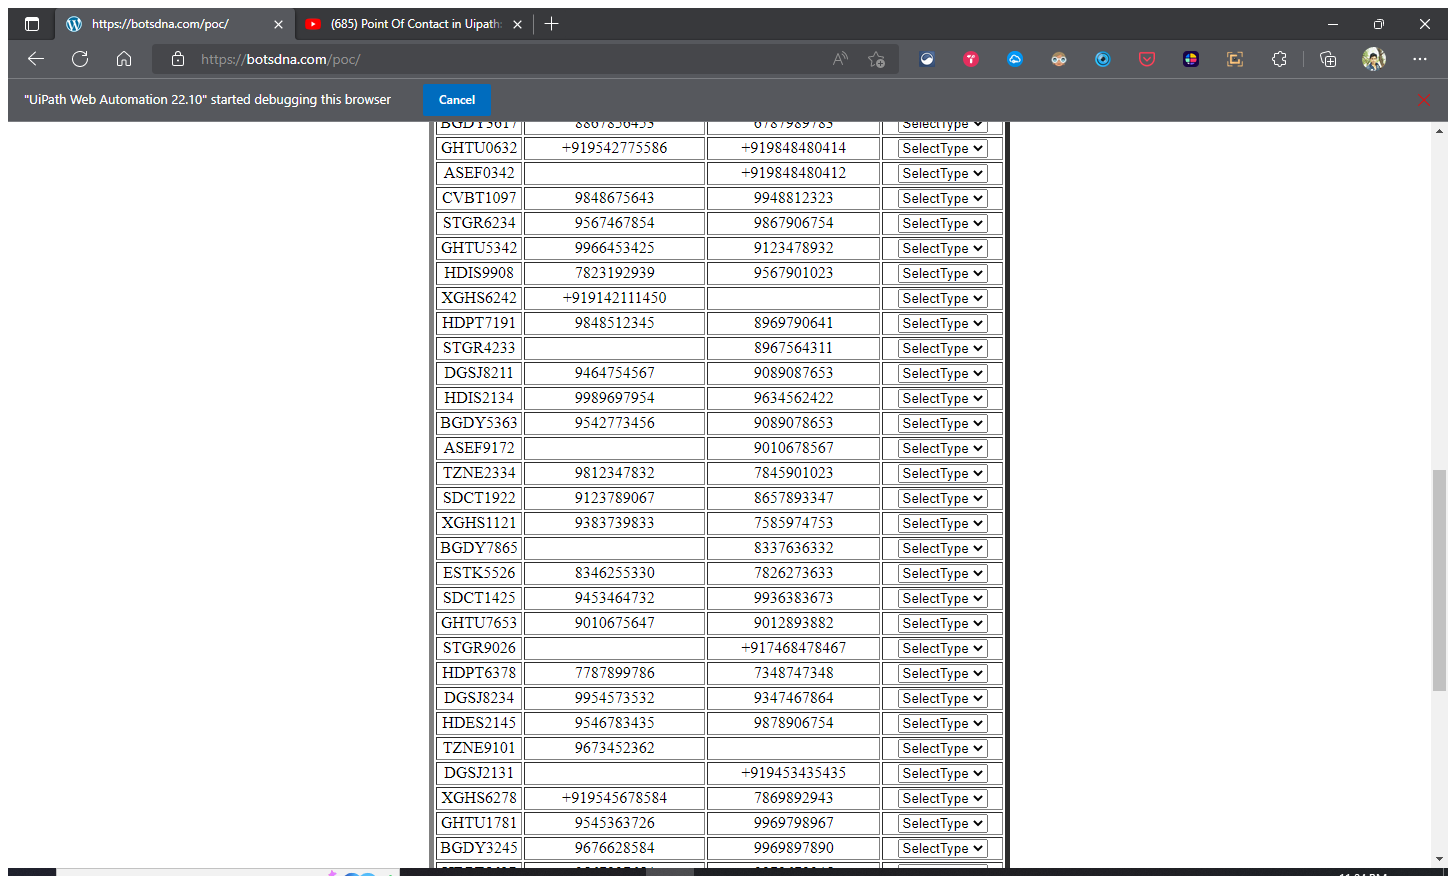 https://botsdna.com/poc/
(685) Point Of Contact in Uipath:
https://botsdna.com/poc/
"UiPath Web Automation 22.10" started debugging this browser Cancel
BGDY3617 8867856453 6787989783 SelectType
GHTU0632 +919542775586 +919848480414 SelectType
ASEF0342 +919848480412 SelectType
CVBT1097 9848675643 9948812323 SelectType
STGR6234 9567467854 9867906754 SelectType
GHTU5342 9966453425 9123478932 SelectType
HDIS9908 7823192939 9567901023 SelectType
XGHS6242 +919142111450 SelectType
HDPT7191 9848512345 8969790641 SelectType
STGR4233 8967564311 SelectType
DGSJ8211 9464754567 9089087653 SelectType
HDIS2134 9989697954 9634562422 SelectType
BGDY5363 9542773456 9089078653 SelectType
ASEF9172 9010678567 SelectType
TZNE2334 9812347832 7845901023 SelectType
SDCT1922 9123789067 8657893347 SelectType
XGHS1121 9383739833 7585974753 SelectType
BGDY7865 8337636332 SelectType
ESTK5526 8346255330 7826273633 SelectType
SDCT1425 9453464732 9936383673 SelectType
GHTU7653 9010675647 9012893882 SelectType
STGR9026 +917468478467 SelectType
HDPT6378 7787899786 7348747348 SelectType
DGSJ8234 9954573532 9347467864 SelectType
HDES2145 9546783435 9878906754 SelectType
TZNE9101 9673452362 SelectType
DGSJ2131 +919453435435 SelectType
XGHS6278 +919545678584 7869892943 SelectType
GHTU1781 9545363726 9969798967 SelectType
BGDY3245 9676628584 9969897890 SelectType